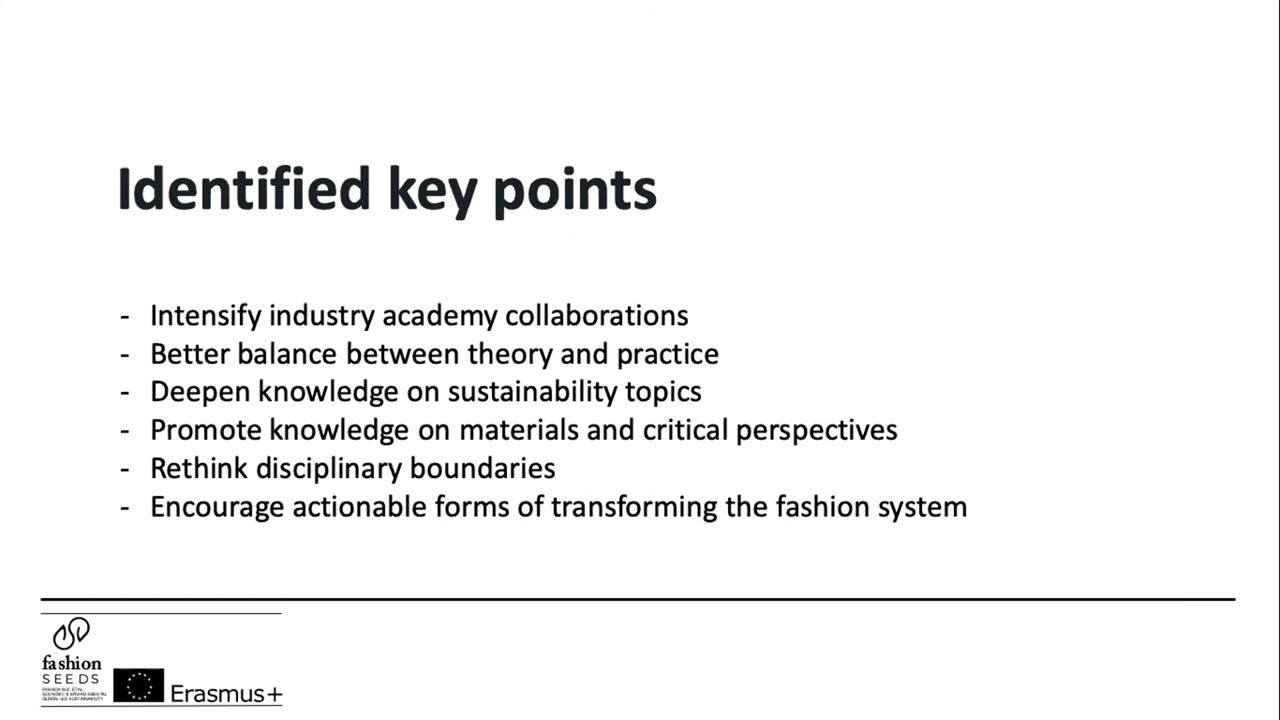 Identified key points
- Intensify industry academy collaborations
- Better balance between theory and practice
- Deepen knowledge on sustainability topics
- Promote knowledge on materials and critical perspectives
- Rethink disciplinary boundaries
- Encourage actionable forms of transforming the fashion system
fashion
SEEDS
Erasmus+